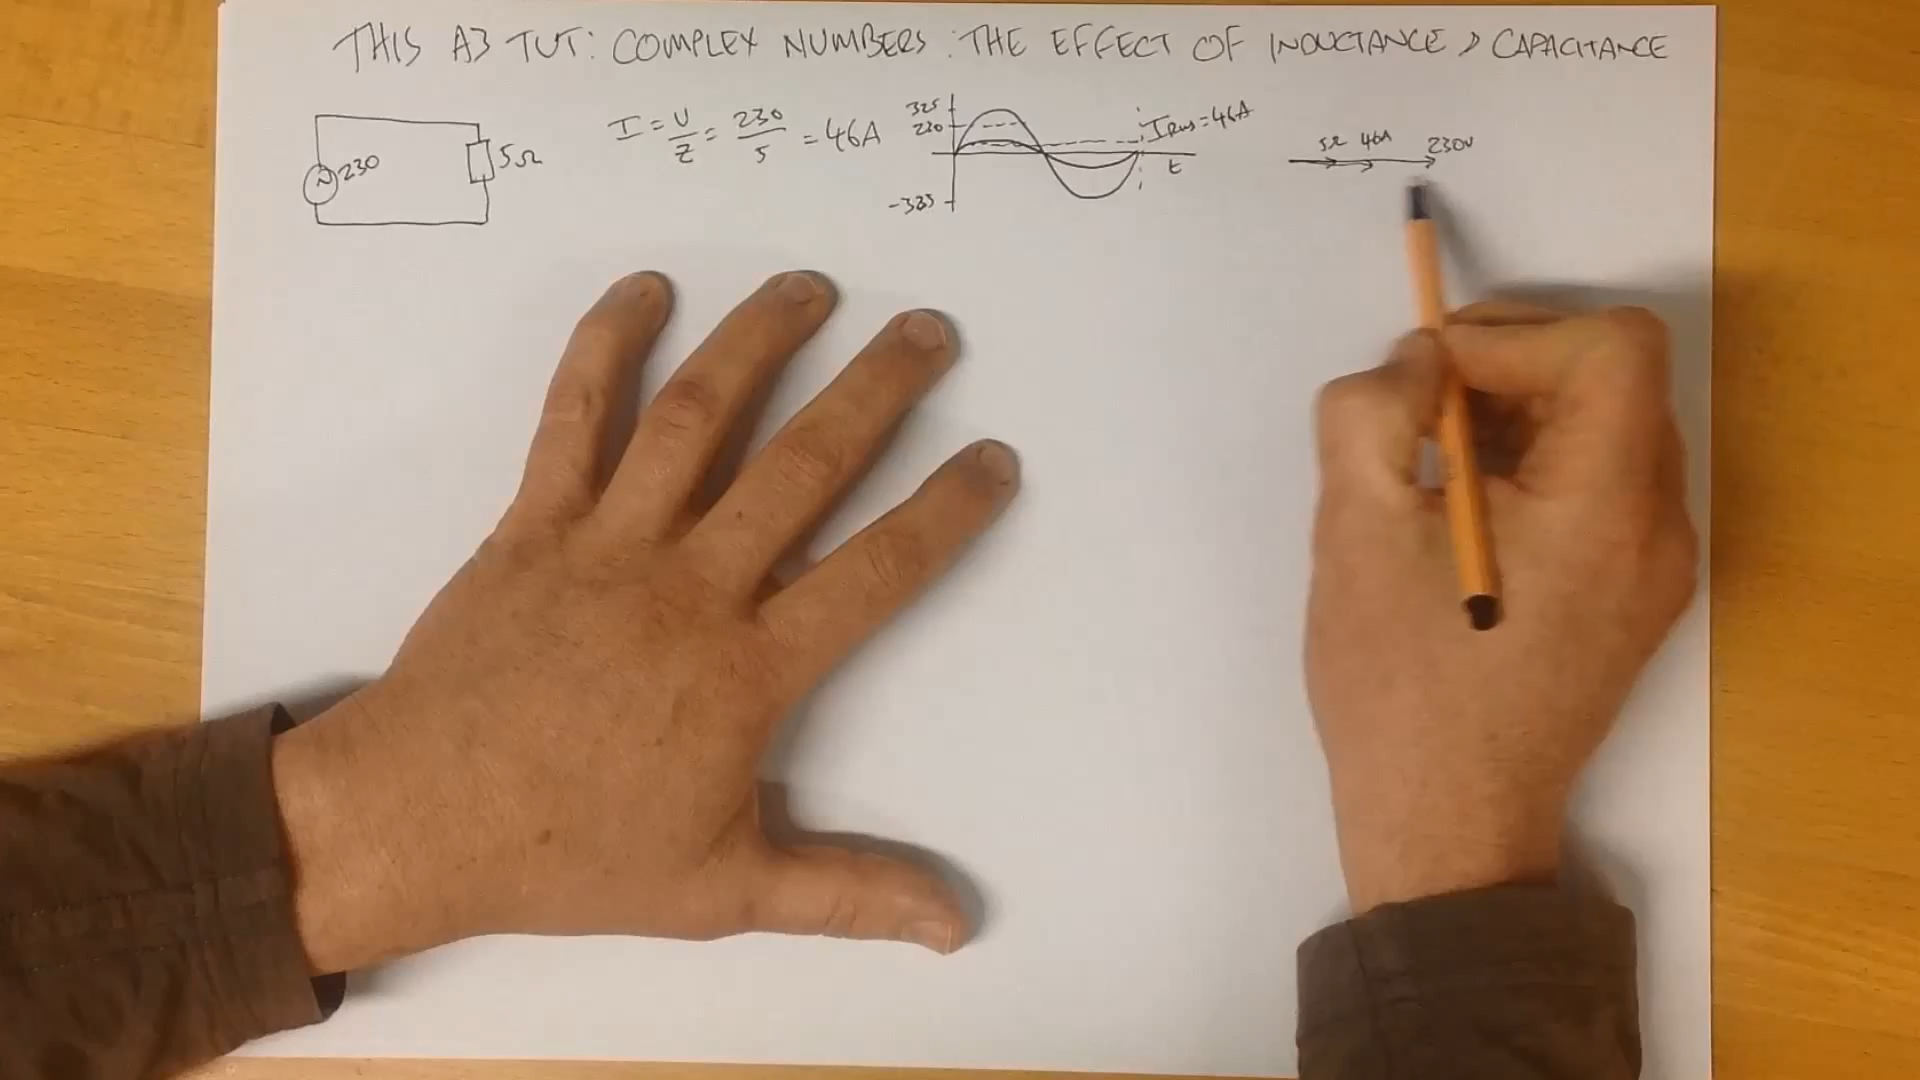 THIS A3 TUT: COMPLEX NUMBERS: THE EFFECT OF INDUCTANCE & CAPACITANCE
230
5Ω
I = U/Z = 230/5 = 46A
325
230
-325
t
IRMS = 46A
5Ω 46A 230V